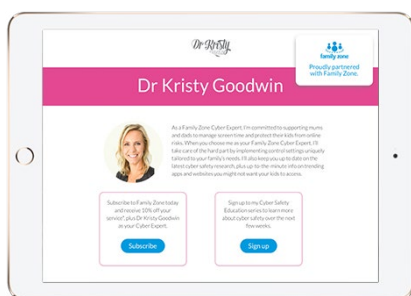 Dr Kristy
family zone
Proudly partnered
with Family Zone.
Dr Kristy Goodwin
As a Family Zone Cyber Expert, I'm committed to supporting mums
and dads to manage screen time and protect their kids from online
risks. When you choose me as your Family Zone Cyber Expert, I'll
take care of the hard part by implementing control settings uniquely
tailored to your family's needs. I'll also keep you up to date on the
latest cyber safety research, plus up-to-the-minute info on trending
apps and websites you might not want your kids to access.
Subscribe to Family Zone today
and receive 10% off your
service*, plus Dr Kristy Goodwin
as your Cyber Expert.
Subscribe
Sign up to my Cyber Safety
Education series to learn more
about cyber safety over the next
few weeks.
Sign up